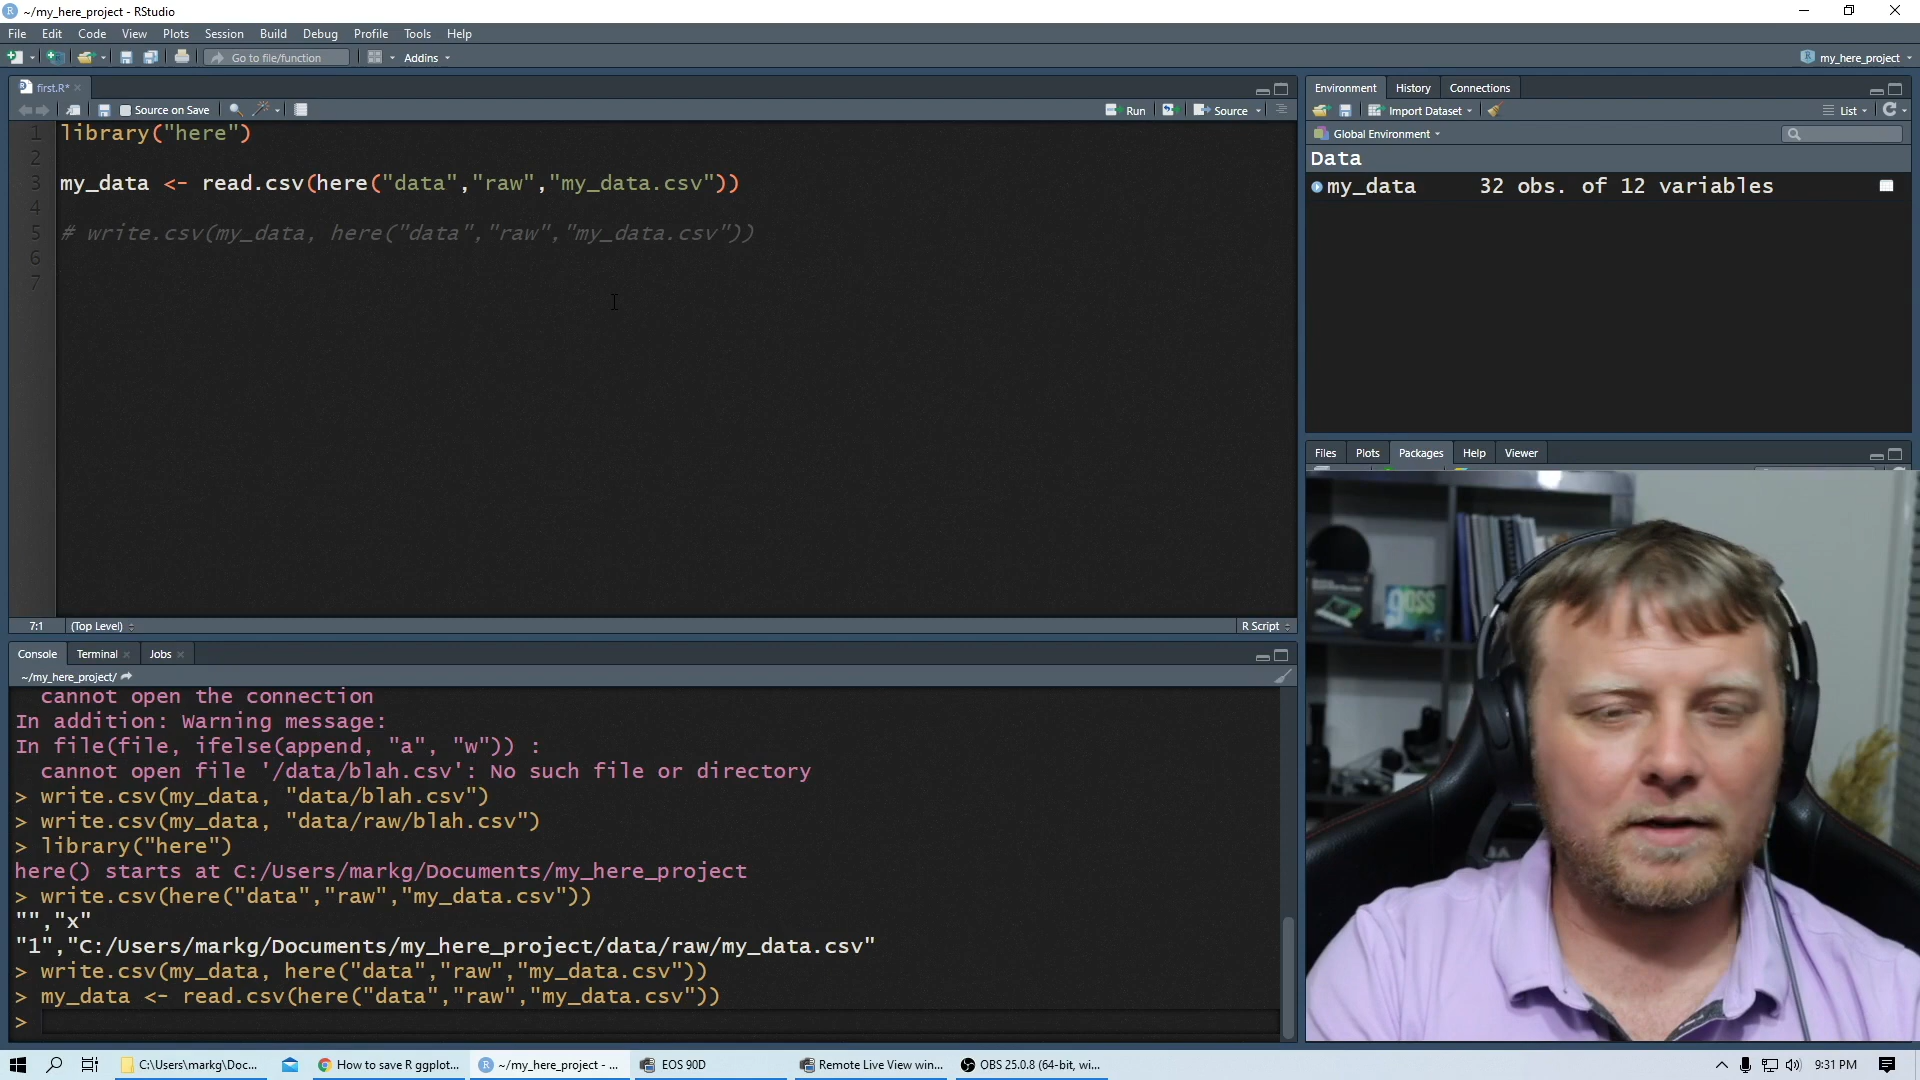 ~/my_here_project - RStudio
File Edit Code View Plots Session Build Debug Profile Tools Help
Go to file/function Addins my_here_project
first.R*
Source on Save Run Source
1 library("here")
2
3 my_data <- read.csv(here("data","raw","my_data.csv"))
4
5 # write.csv(my_data, here("data","raw","my_data.csv"))
6
7
7:1 (Top Level) R Script
Console Terminal Jobs
~/my_here_project/
cannot open the connection
In addition: Warning message:
In file(file, ifelse(append, "a", "w")) :
cannot open file '/data/blah.csv': No such file or directory
> write.csv(my_data, "data/blah.csv")
> write.csv(my_data, "data/raw/blah.csv")
> library("here")
here() starts at C:/Users/markg/Documents/my_here_project
> write.csv(here("data","raw","my_data.csv"))
"","x"
"1","C:/Users/markg/Documents/my_here_project/data/raw/my_data.csv"
> write.csv(my_data, here("data","raw","my_data.csv"))
> my_data <- read.csv(here("data","raw","my_data.csv"))
>
Environment History Connections
Import Dataset List
Global Environment
Data
my_data 32 obs. of 12 variables
Files Plots Packages Help Viewer
goss
C:\Users\markg\Doc... How to save R ggplot... ~/my_here_project - ... EOS 90D Remote Live View win... OBS 25.0.8 (64-bit, wi... 9:31 PM